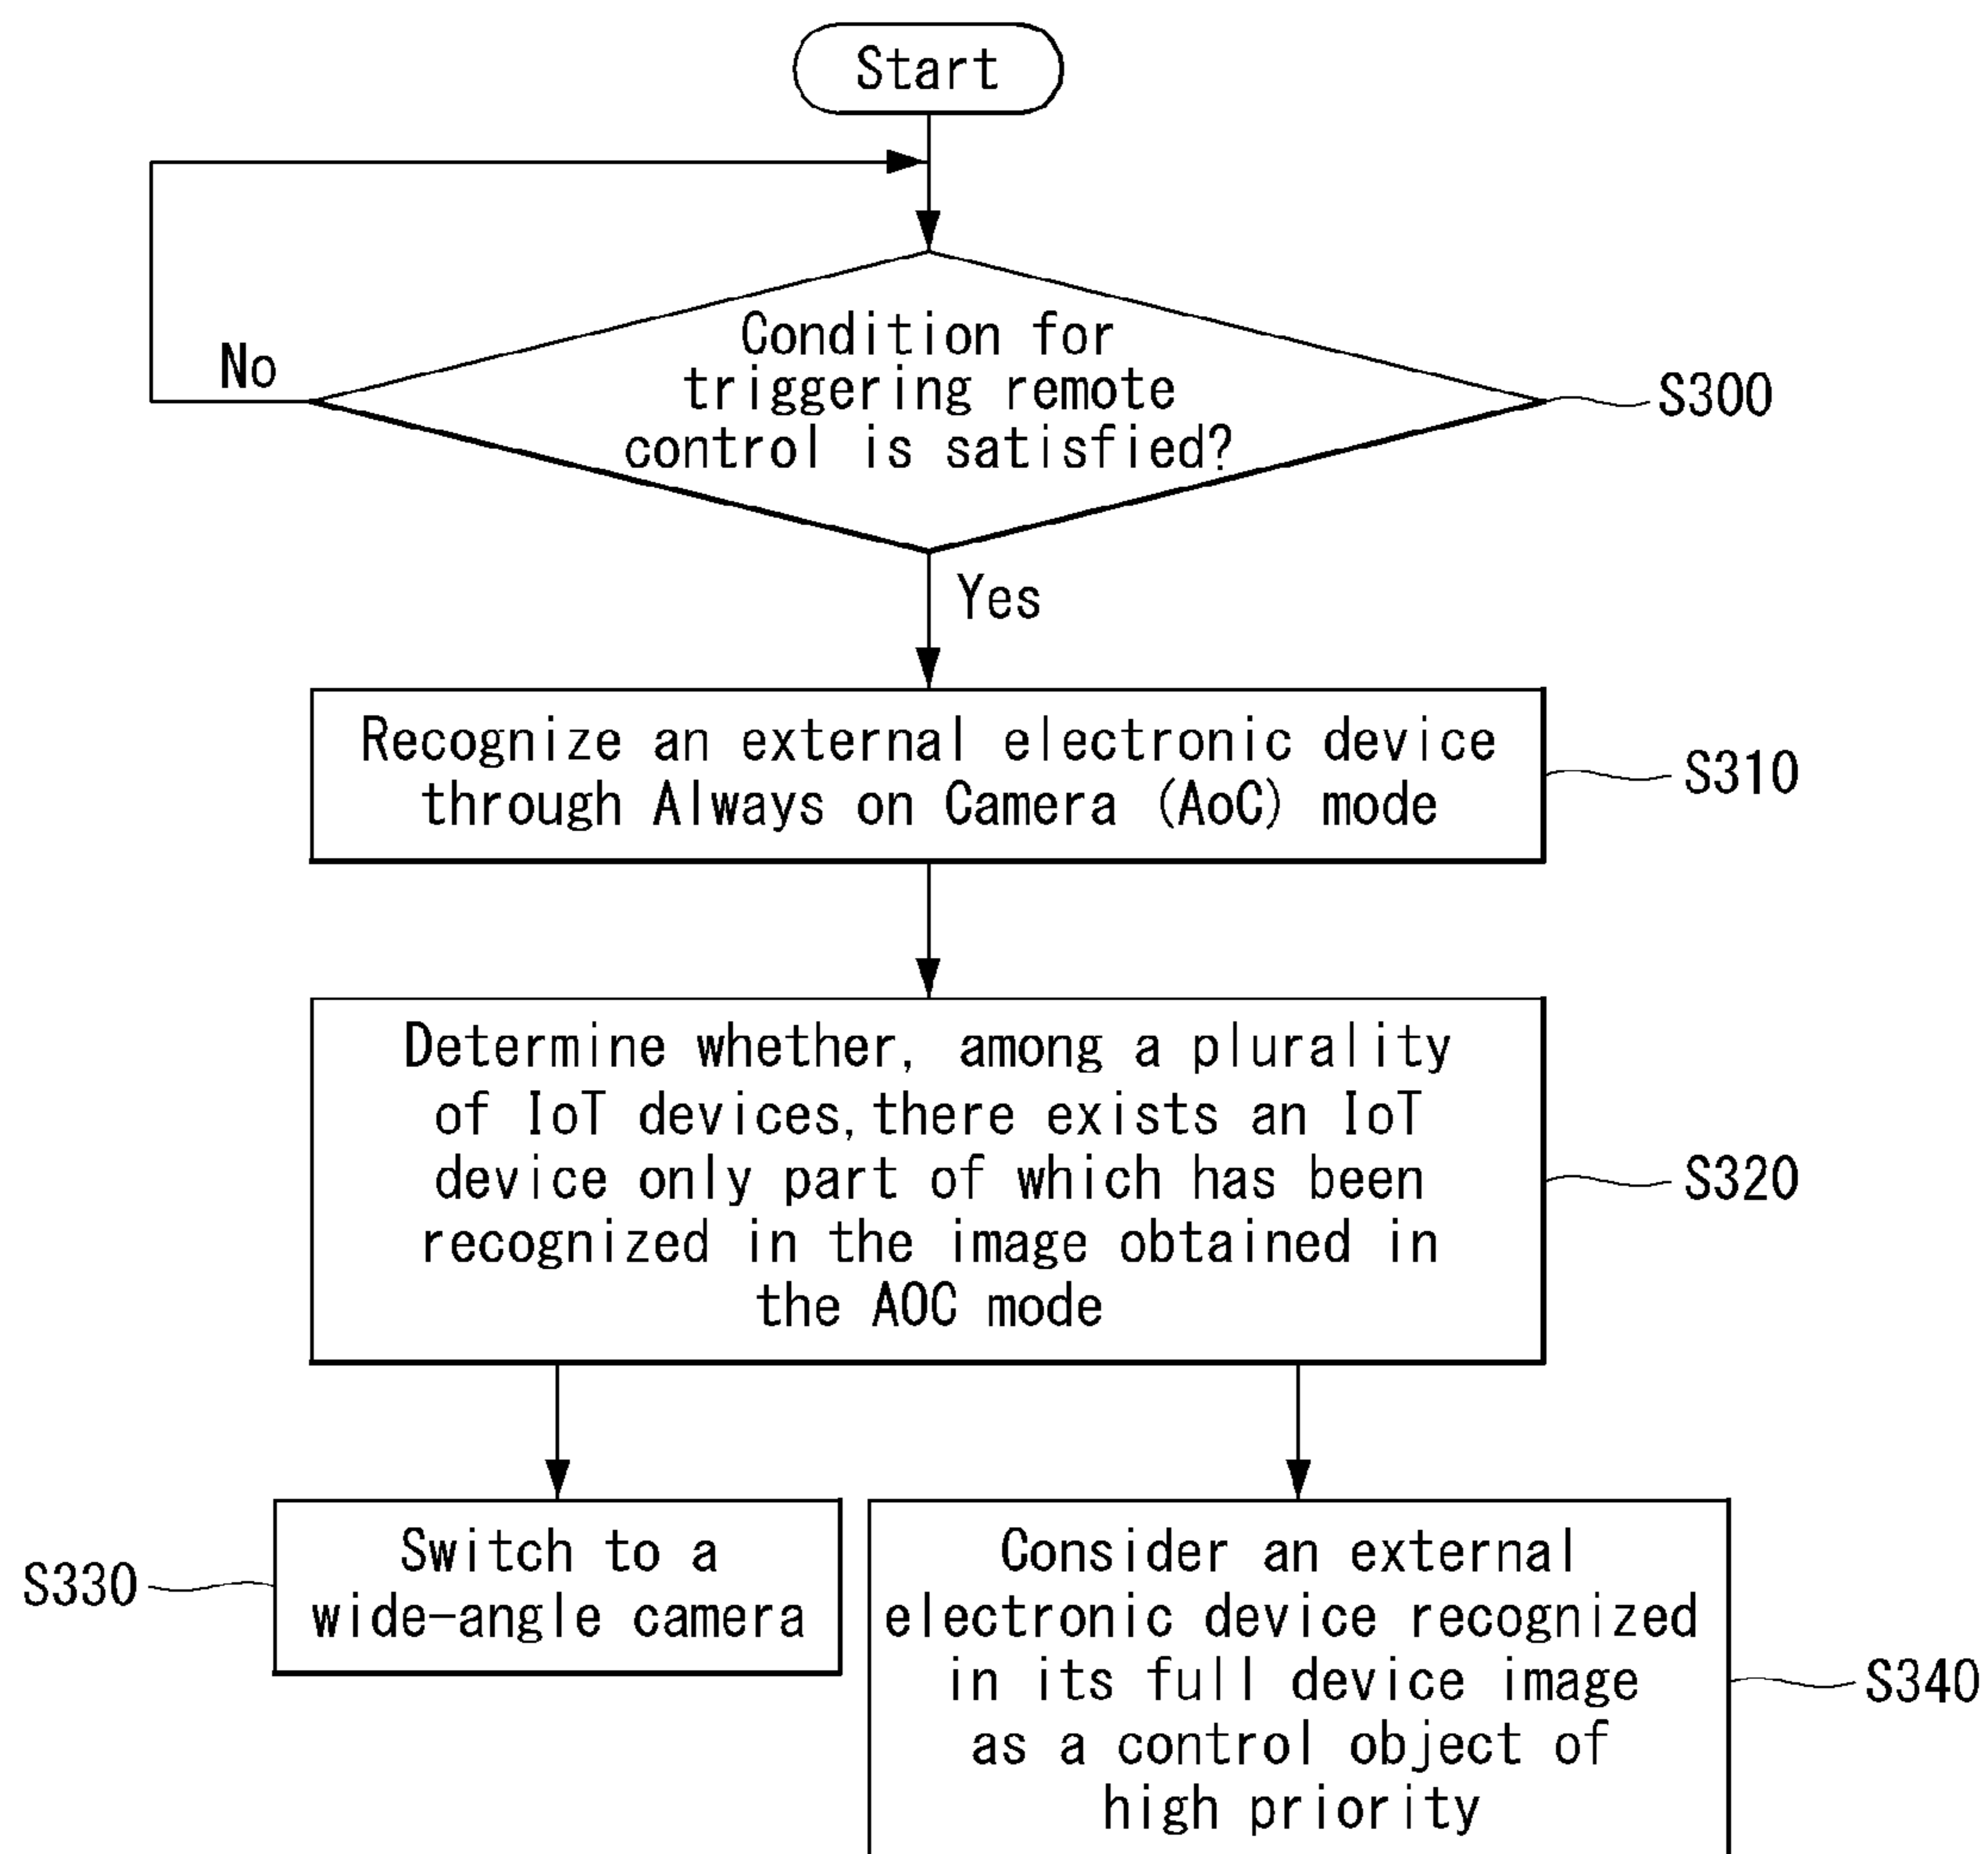 Start
Condition for
triggering remote
control is satisfied?
No
S300
Yes
Recognize an external electronic device
through Always on Camera (AoC) mode
S310
Determine whether, among a plurality
of IoT devices, there exists an IoT
device only part of which has been
recognized in the image obtained in
the AOC mode
S320
Switch to a
wide-angle camera
S330
Consider an external
electronic device recognized
in its full device image
as a control object of
high priority
S340